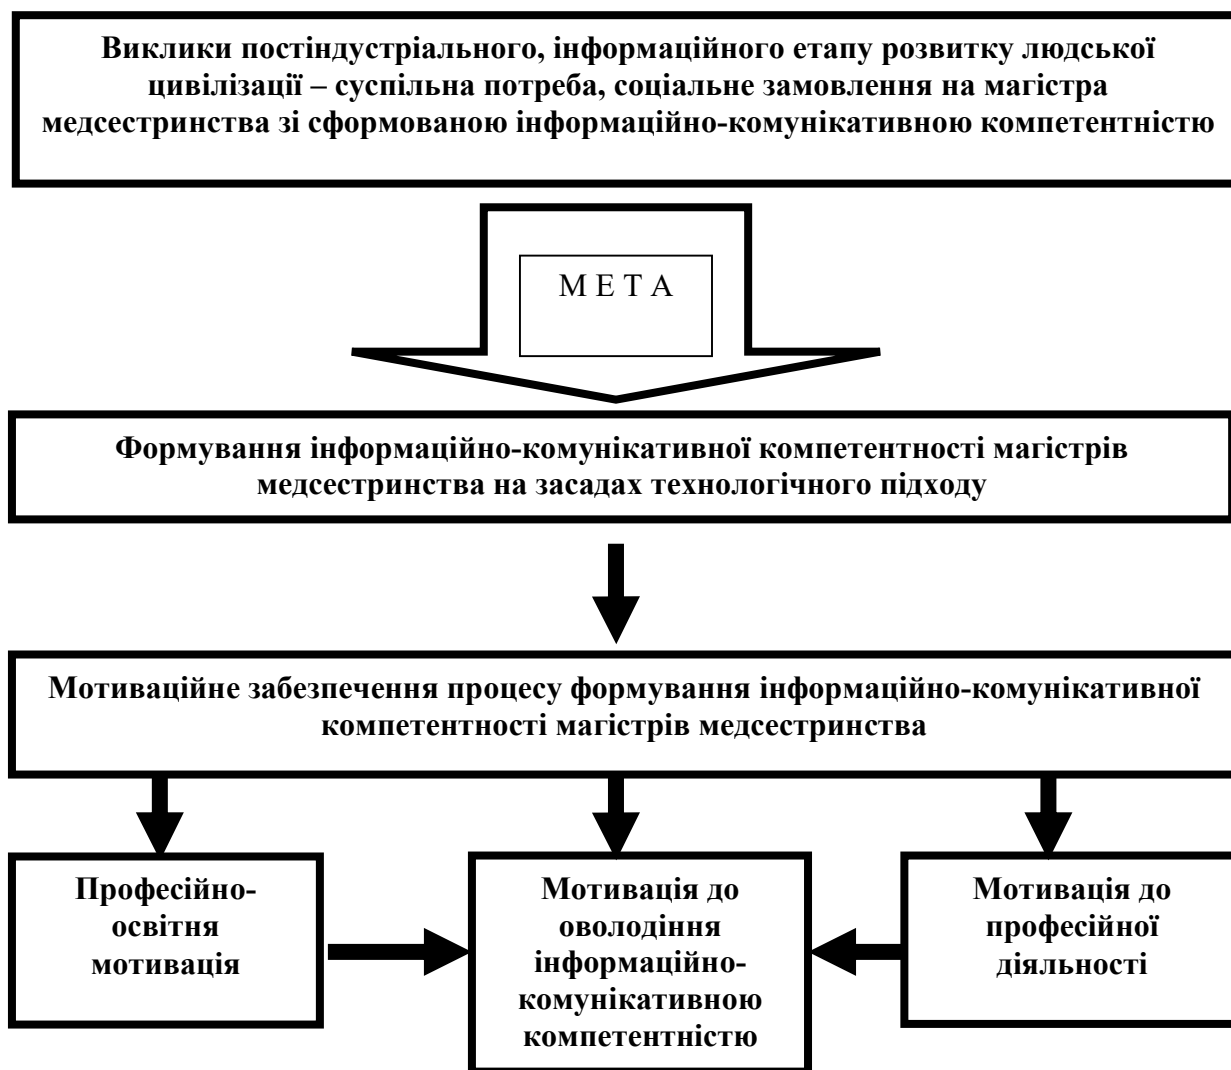 Виклики постіндустріального, інформаційного етапу розвитку людської
цивілізації – суспільна потреба, соціальне замовлення на магістра
медсестринства зі сформованою інформаційно-комунікативною компетентністю
М Е Т А
Формування інформаційно-комунікативної компетентності магістрів
медсестринства на засадах технологічного підходу
Мотиваційне забезпечення процесу формування інформаційно-комунікативної
компетентності магістрів медсестринства
Професійно-
освітня
мотивація
Мотивація до
оволодіння
інформаційно-
комунікативною
компетентністю
Мотивація до
професійної
діяльності